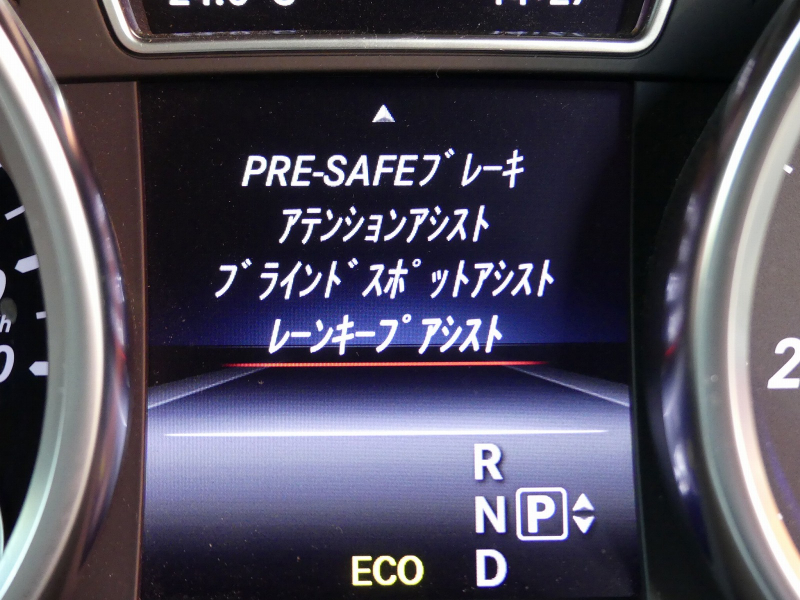 PRE-SAFEブレーキ
アテンションアシスト
ブラインドスポットアシスト
レーンキープアシスト
R
N P
ECO D
h
0
2